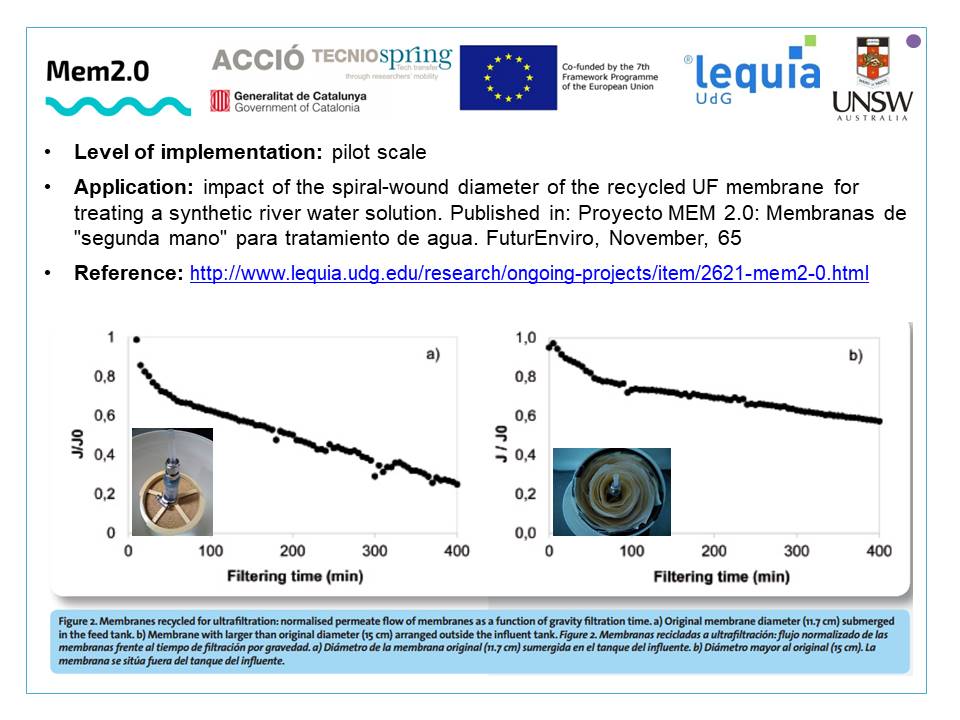 Mem2.0
ACCIÓ TECNIOspring
Tech transfer
through researchers' mobility
Generalitat de Catalunya
Government of Catalonia
Co-funded by the 7th
Framework Programme
of the European Union
® lequia
UdG
UNSW
AUSTRALIA
• Level of implementation: pilot scale
• Application: impact of the spiral-wound diameter of the recycled UF membrane for
treating a synthetic river water solution. Published in: Proyecto MEM 2.0: Membranas de
"segunda mano" para tratamiento de agua. FuturEnviro, November, 65
• Reference: http://www.lequia.udg.edu/research/ongoing-projects/item/2621-mem2-0.html
a)
J/J0
1
0,8
0,6
0,4
0,2
0
0 100 200 300 400
Filtering time (min)
b)
J / J0
1,0
0,8
0,6
0,4
0,2
0,0
0 100 200 300 400
Filtering time (min)
Figure 2. Membranes recycled for ultrafiltration: normalised permeate flow of membranes as a function of gravity filtration time. a) Original membrane diameter (11.7 cm) submerged
in the feed tank. b) Membrane with larger than original diameter (15 cm) arranged outside the influent tank. Figure 2. Membranas recicladas a ultrafiltración: flujo normalizado de las
membranas frente al tiempo de filtración por gravedad. a) Diámetro de la membrana original (11.7 cm) sumergida en el tanque del influente. b) Diámetro mayor al original (15 cm). La
membrana se sitúa fuera del tanque del influente.